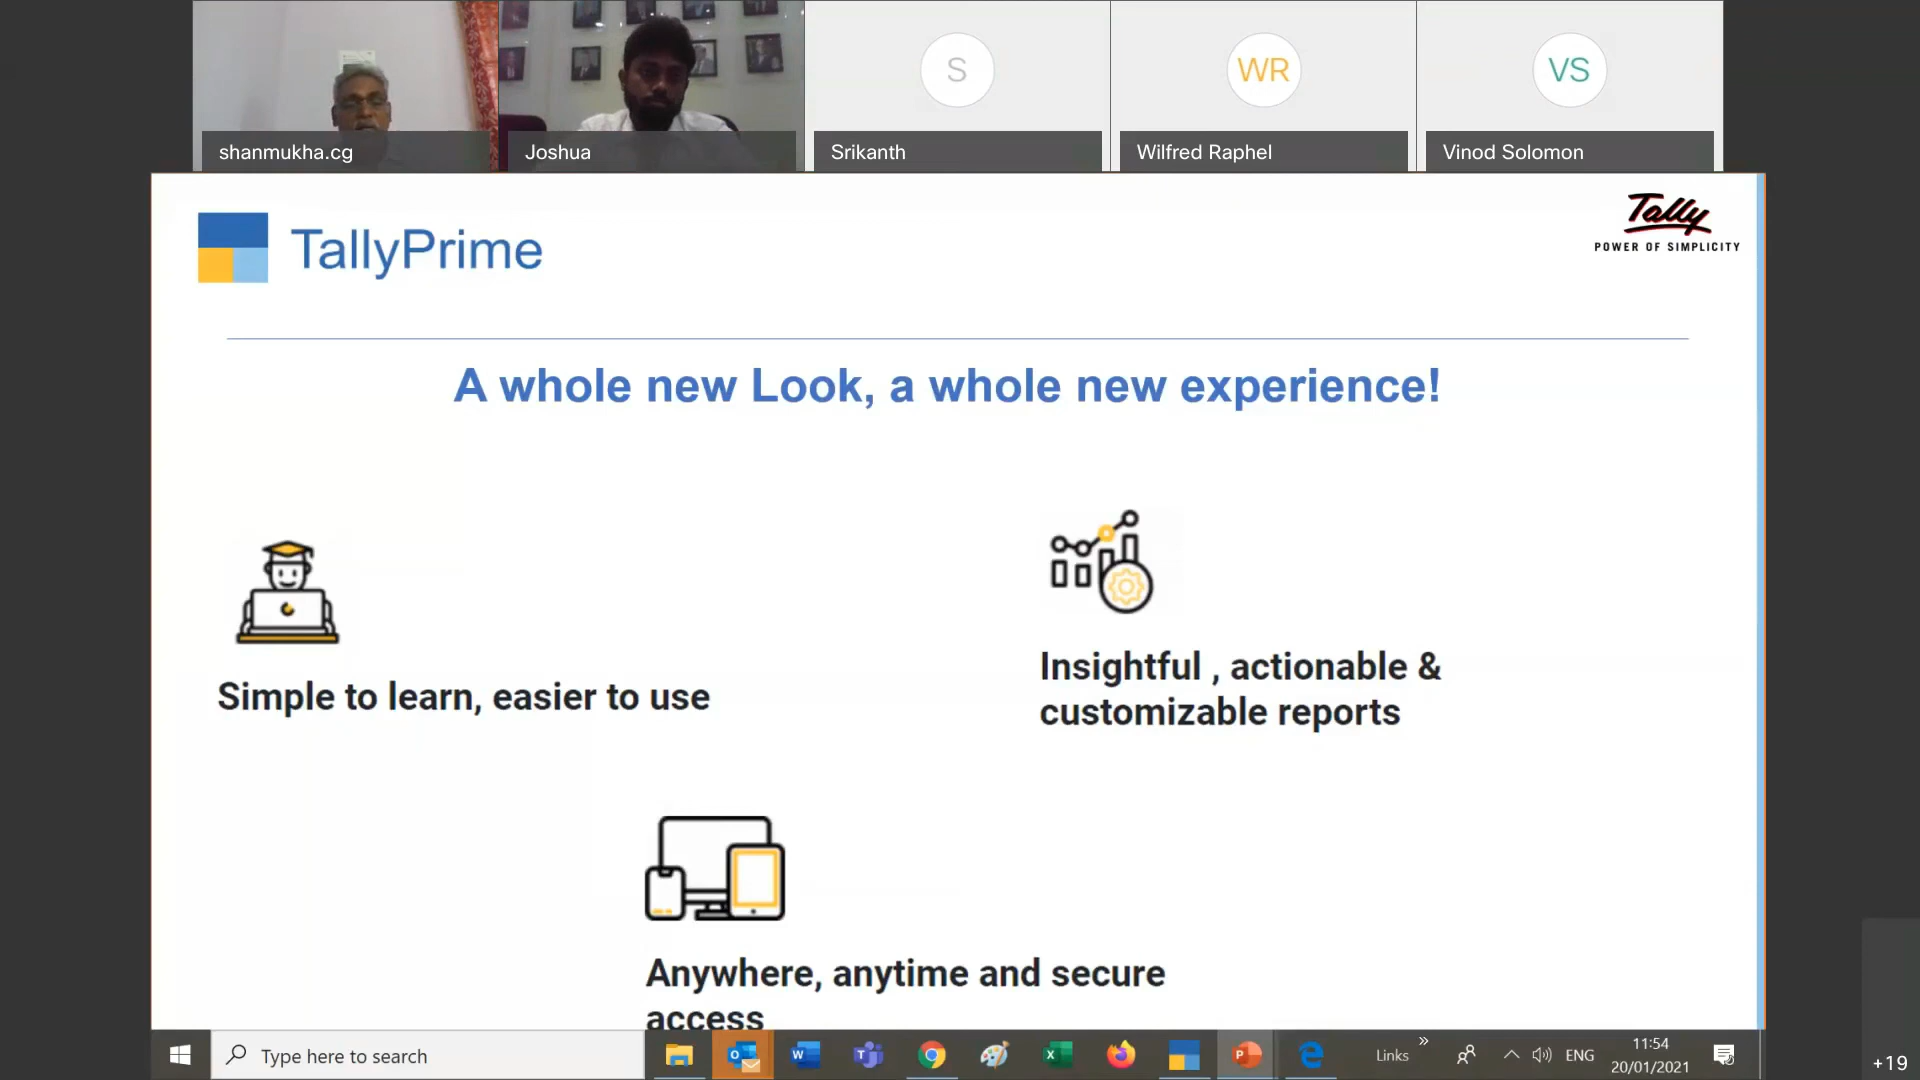 S
WR
VS
shanmukha.cg
Joshua
Srikanth
Wilfred Raphel
Vinod Solomon
TallyPrime
Tally
POWER OF SIMPLICITY
A whole new Look, a whole new experience!
Simple to learn, easier to use
Insightful , actionable &
customizable reports
Anywhere, anytime and secure
access
Type here to search
Links
ENG
11:54
20/01/2021
+19